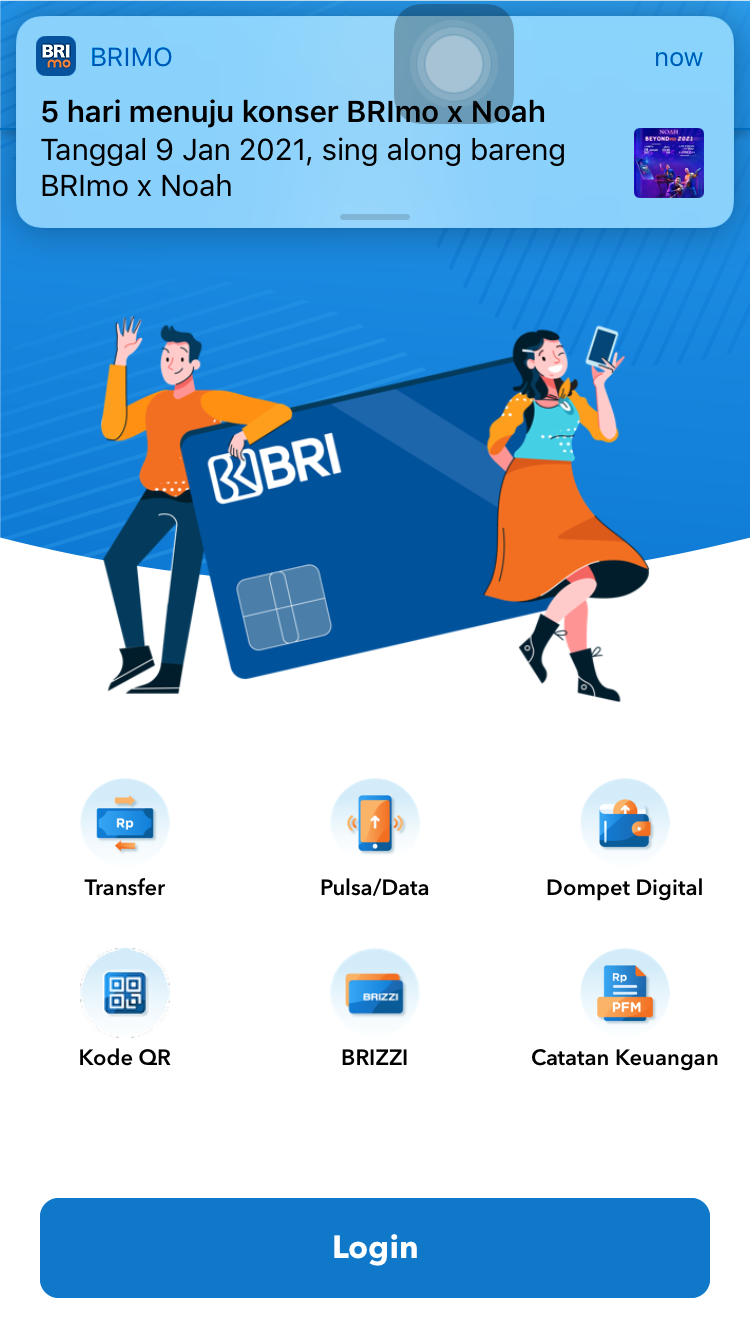 BRI
mo
BRIMO
now
5 hari menuju konser BRImo x Noah
Tanggal 9 Jan 2021, sing along bareng
BRImo x Noah
NOAH
BEYOND 2021
BRI
Rp
Transfer
Pulsa/Data
Dompet Digital
Kode QR
BRIZZI
BRIZZI
Rp
PFM
Catatan Keuangan
Login